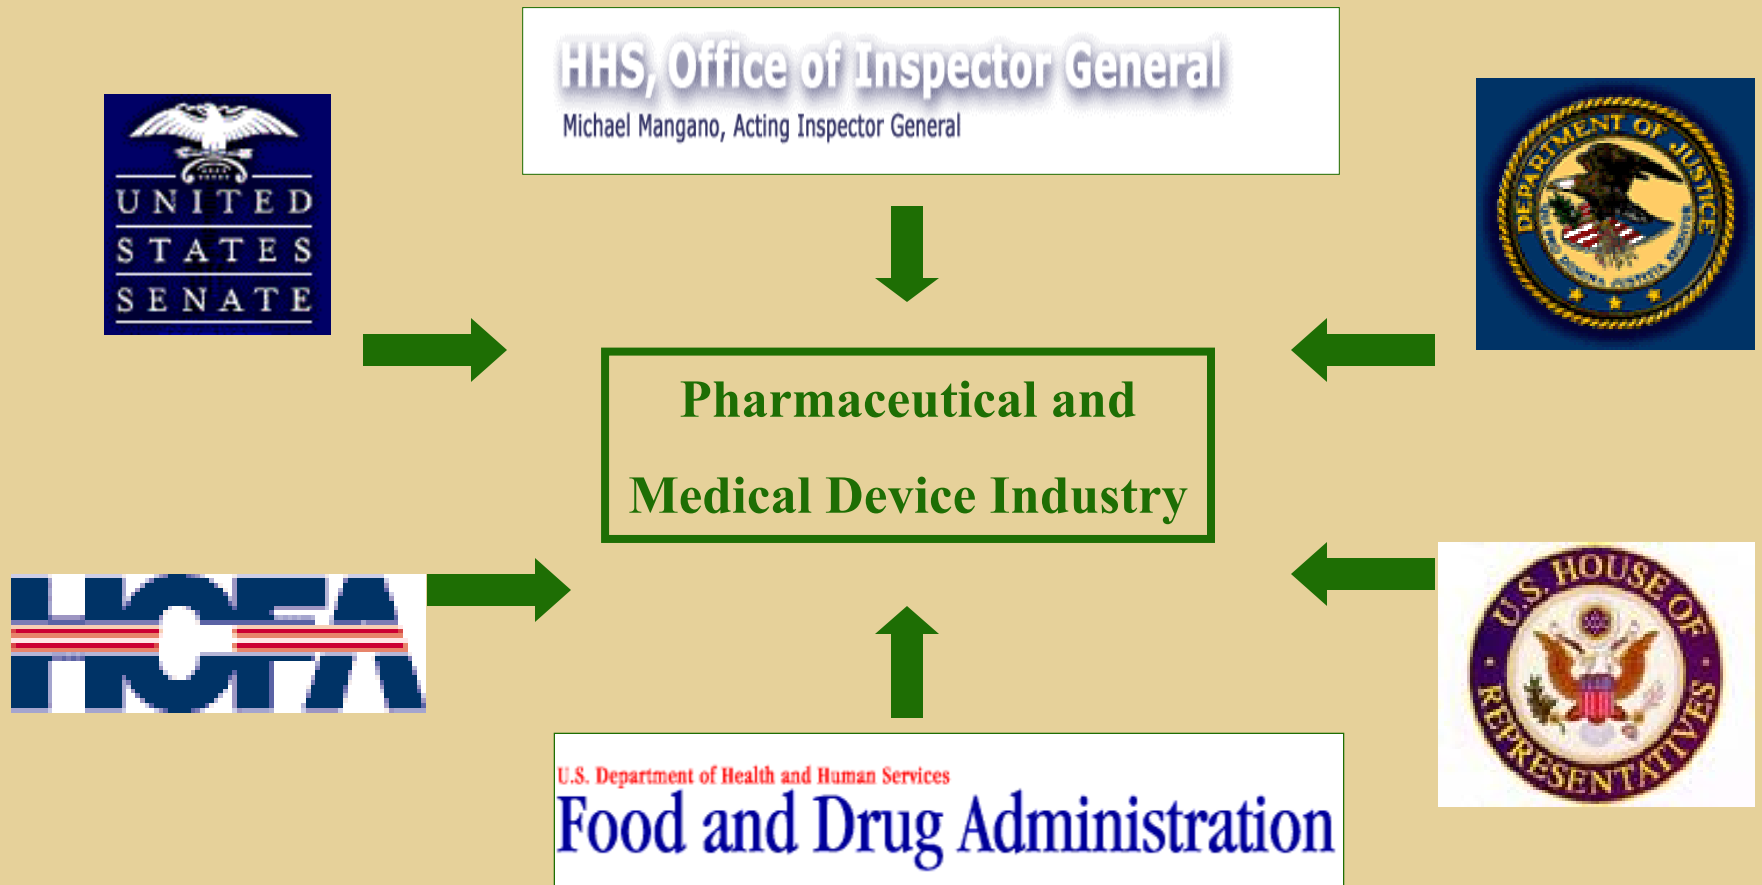 HHS, Office of Inspector General
Michael Mangano, Acting Inspector General
UNITED
STATES
SENATE
DEPARTMENT OF JUSTICE
Pharmaceutical and
Medical Device Industry
HCFA
U.S. HOUSE OF
REPRESENTATIVES
U.S. Department of Health and Human Services
Food and Drug Administration